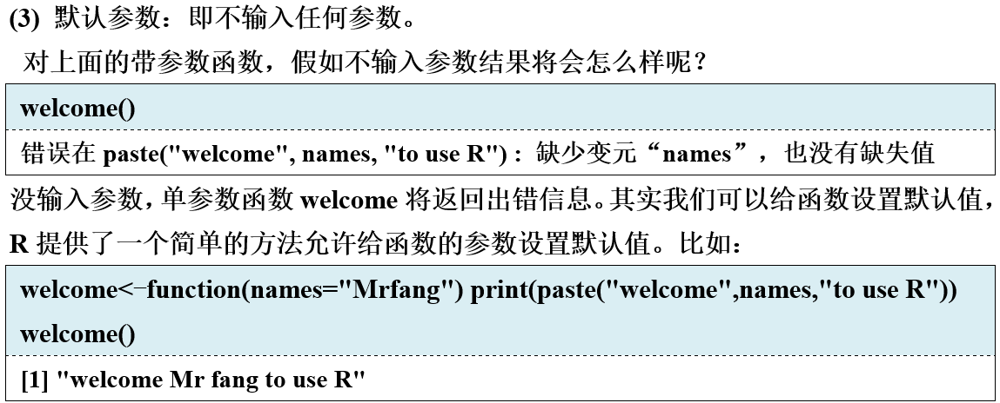 (3) 默认参数：即不输入任何参数。
对上面的带参数函数，假如不输入参数结果将会怎么样呢？
welcome()
错误在 paste("welcome", names, "to use R")： 缺少变元“names”，也没有缺失值
没输入参数，单参数函数 welcome 将返回出错信息。其实我们可以给函数设置默认值，
R 提供了一个简单的方法允许给函数的参数设置默认值。比如：
welcome<−function(names="Mrfang") print(paste("welcome",names,"to use R"))
welcome()
[1] "welcome Mr fang to use R"